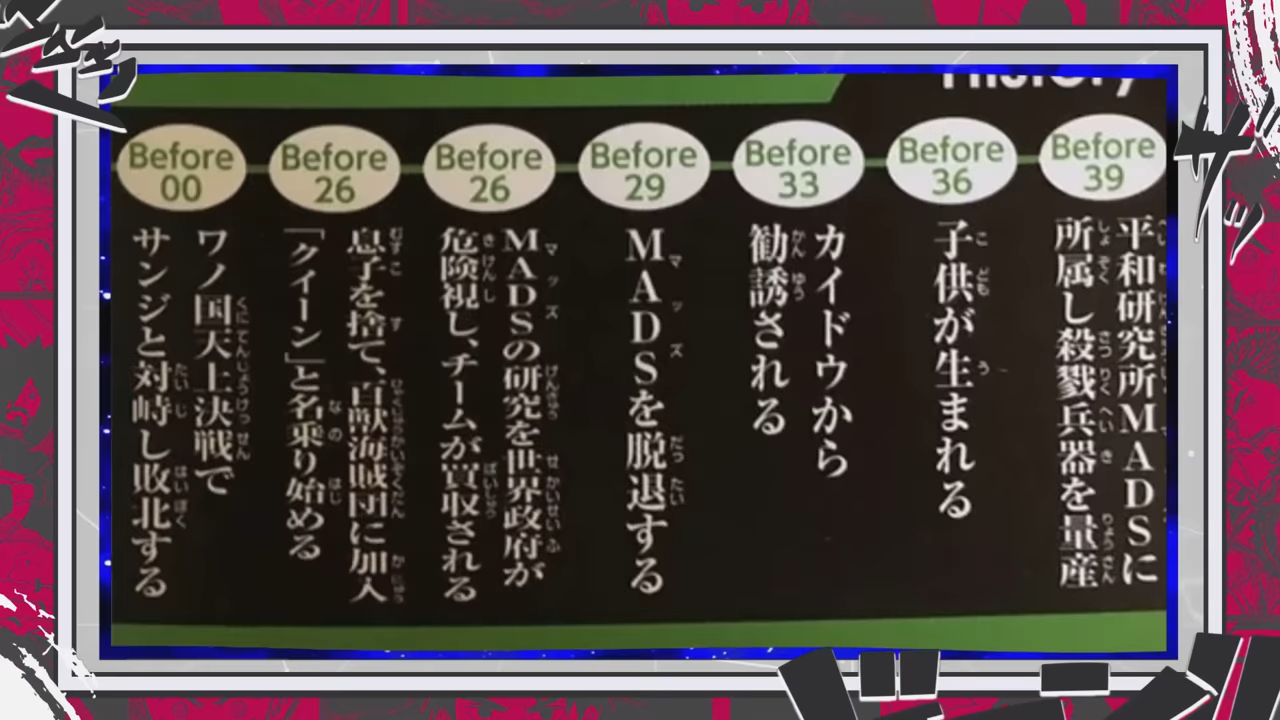 History
Before
39
平和研究所MADSに
所属し殺戮兵器を量産
Before
36
子供が生まれる
Before
33
カイドウから
勧誘される
Before
29
MADSを脱退する
Before
26
MADSの研究を世界政府が
危険視し、チームが買収される
Before
26
息子を捨て、百獣海賊団に加入
「クイーン」と名乗り始める
Before
00
ワノ国天上決戦で
サンジと対峙し敗北する